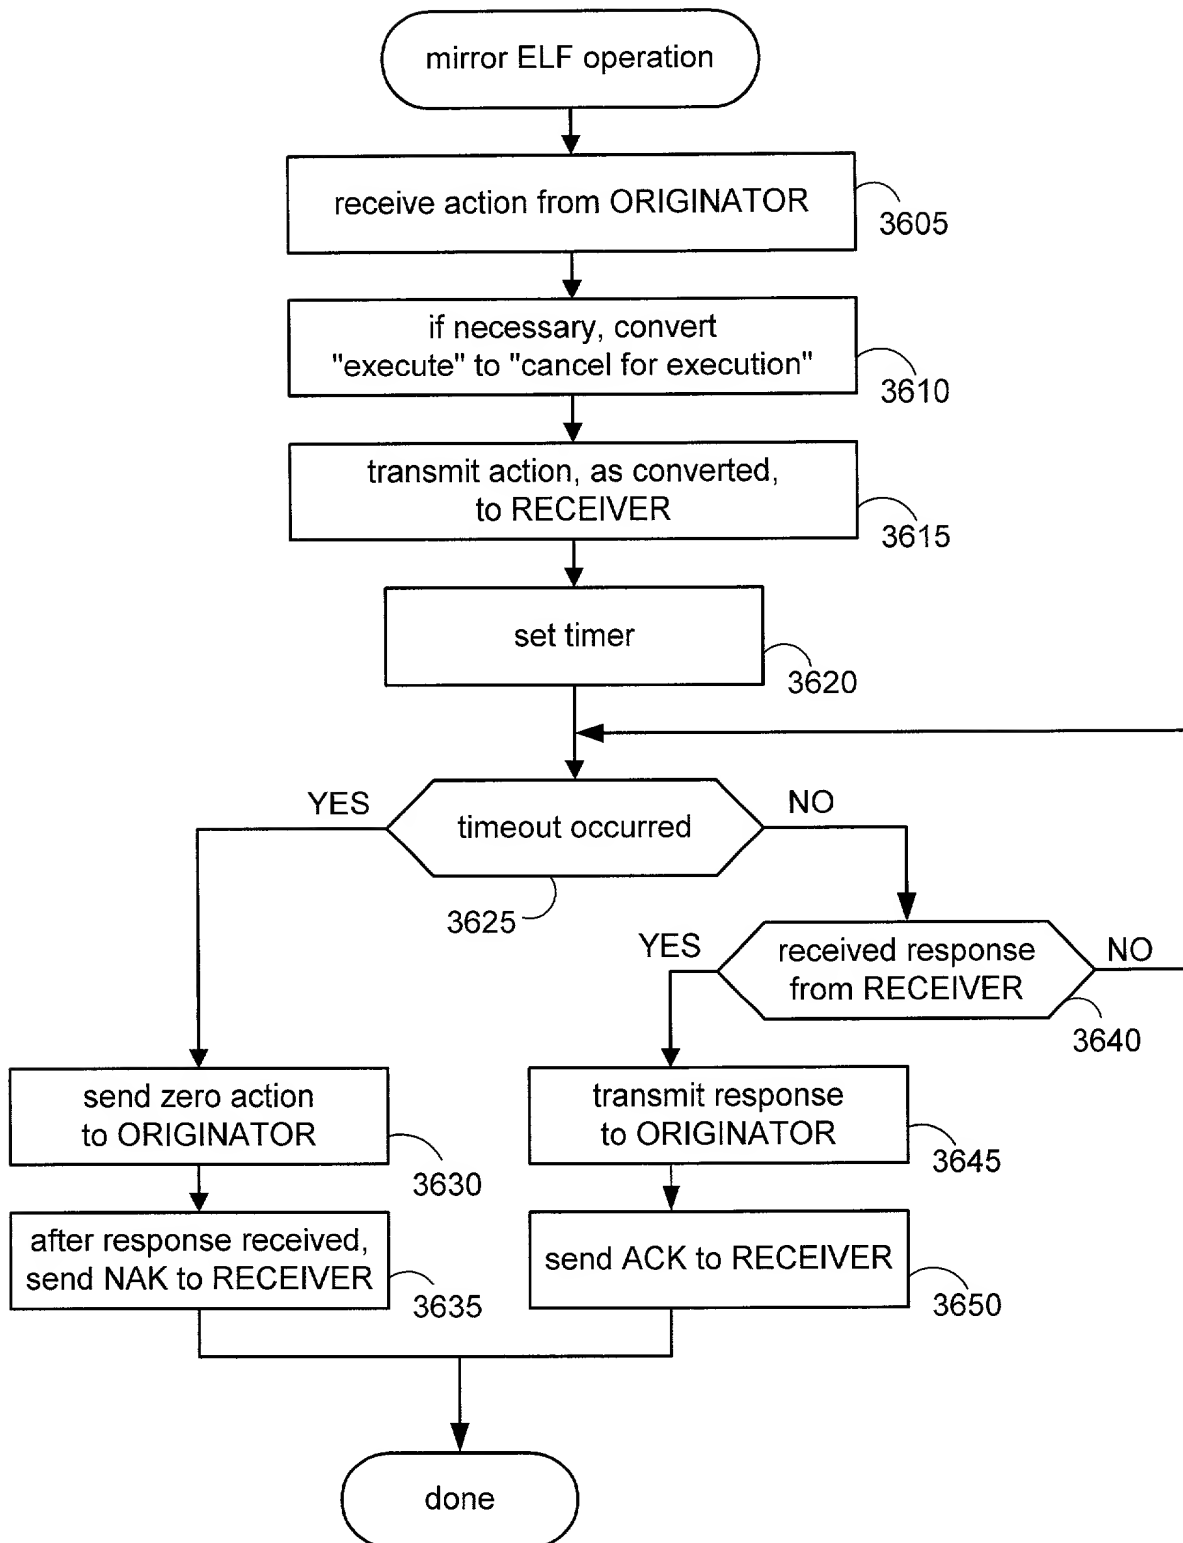 mirror ELF operation
receive action from ORIGINATOR
3605
if necessary, convert
"execute" to "cancel for execution"
3610
transmit action, as converted,
to RECEIVER
3615
set timer
3620
YES
timeout occurred
NO
3625
YES
received response
from RECEIVER
NO
3640
send zero action
to ORIGINATOR
3630
transmit response
to ORIGINATOR
3645
after response received,
send NAK to RECEIVER
3635
send ACK to RECEIVER
3650
done